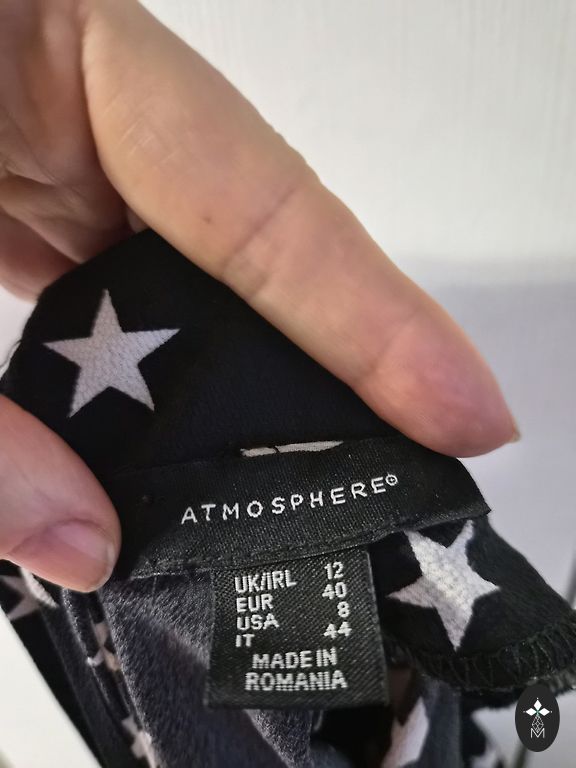 ATMOSPHERE
UK/IRL 12
EUR 40
USA 8
IT 44
MADE IN
ROMANIA
M